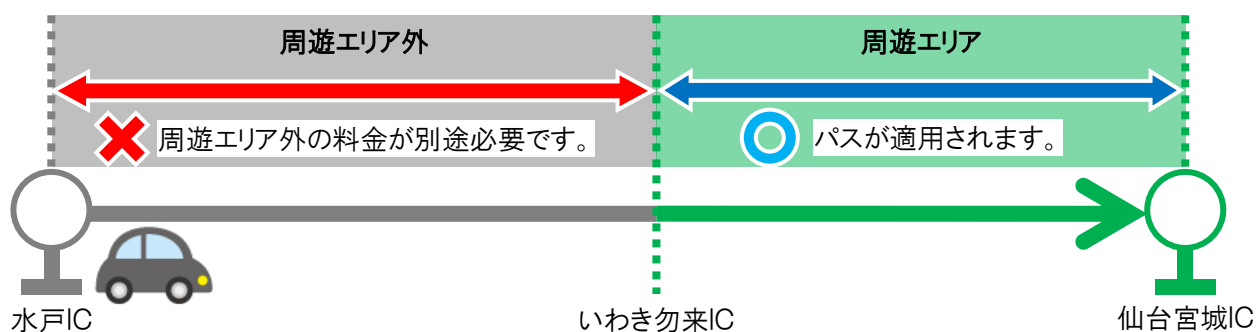 周遊エリア外
周遊エリア
周遊エリア外の料金が別途必要です。
パスが適用されます。
水戸IC
いわき勿来IC
仙台宮城IC